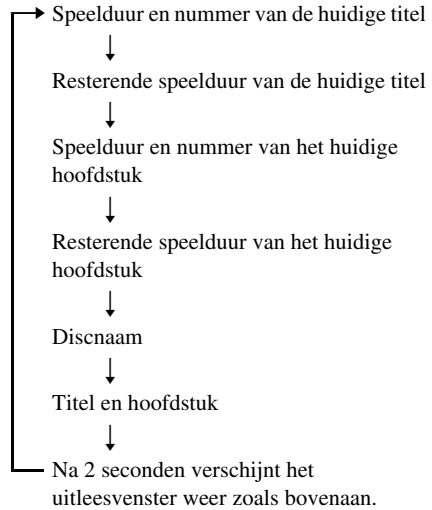 Speelduur en nummer van de huidige titel
Resterende speelduur van de huidige titel
Speelduur en nummer van het huidige
hoofdstuk
Resterende speelduur van het huidige
hoofdstuk
Discnaam
Titel en hoofdstuk
Na 2 seconden verschijnt het
uitleesvenster weer zoals bovenaan.